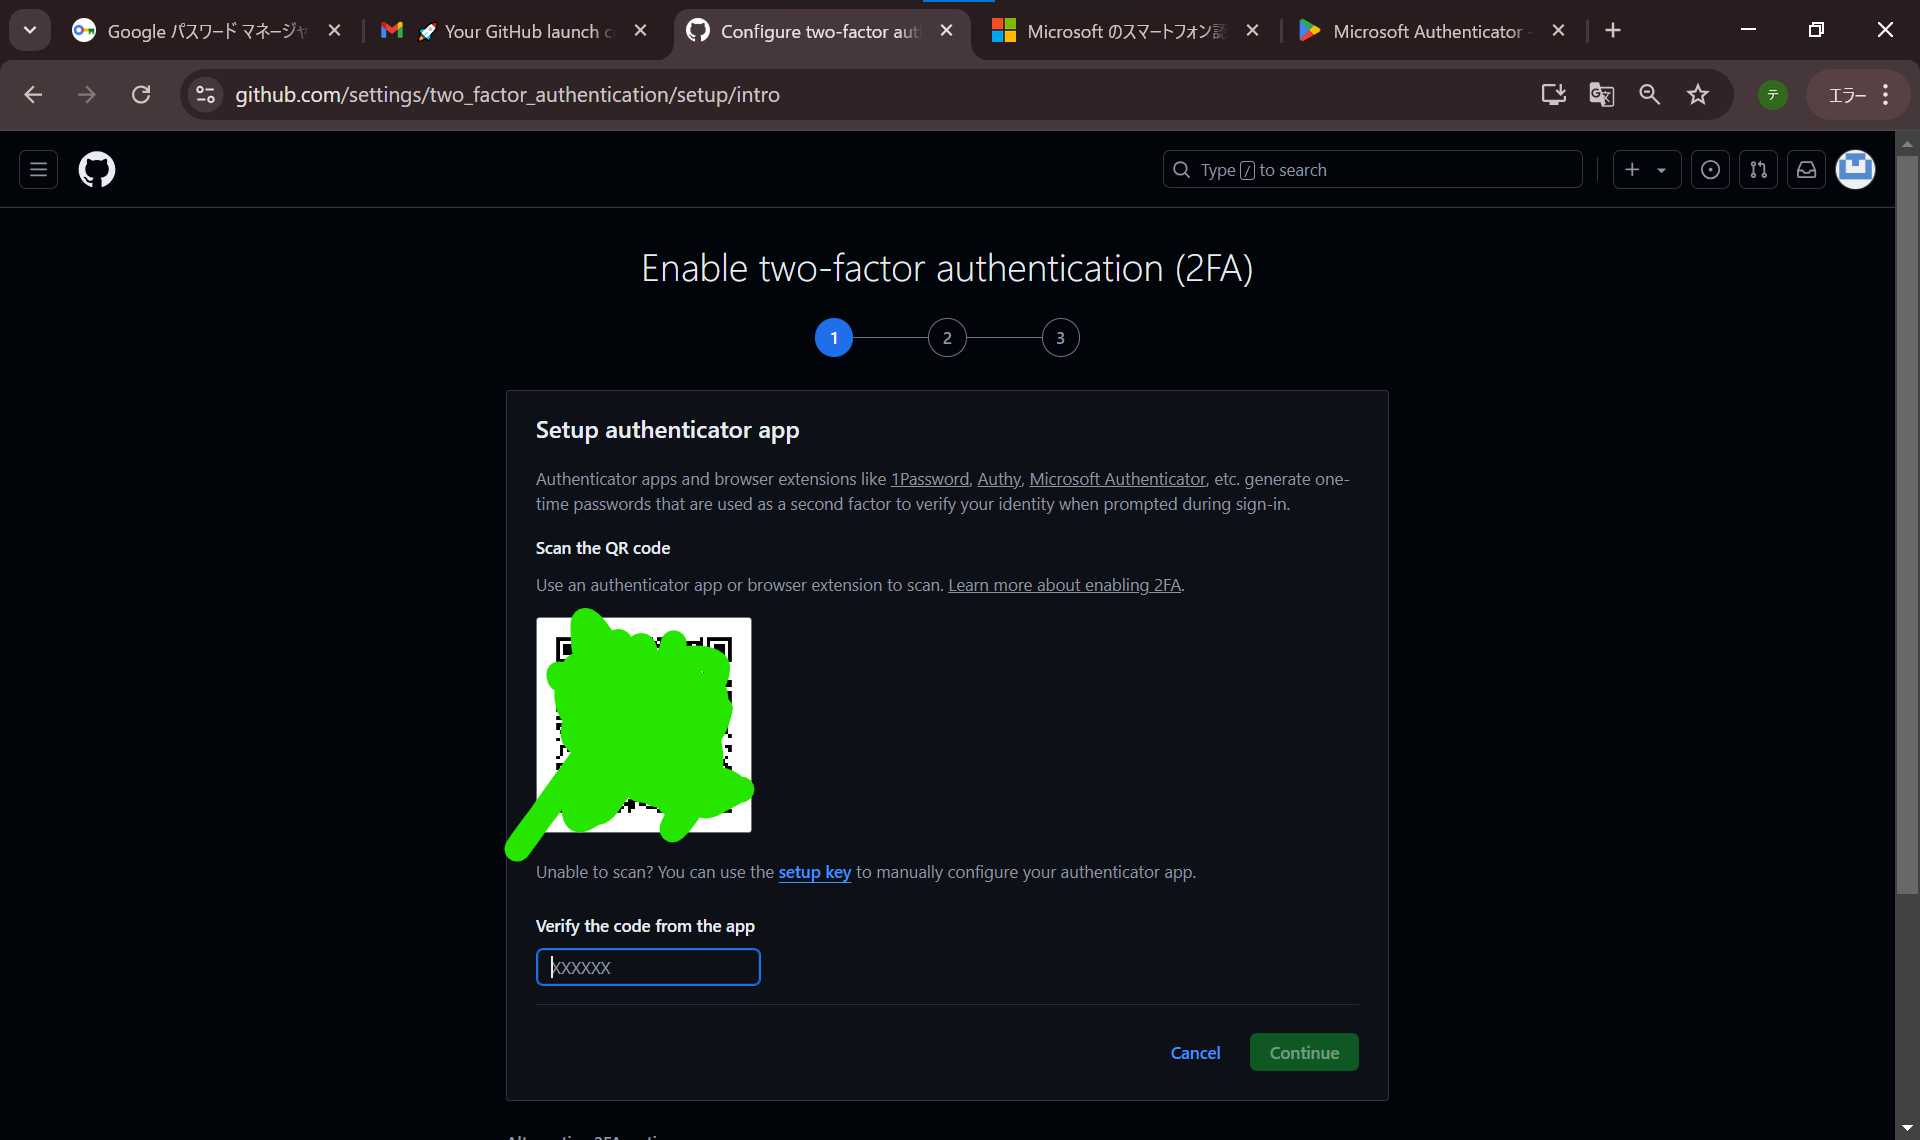 Google パスワード マネージャ
🚀 Your GitHub launch c
Configure two-factor aut
Microsoft のスマートフォン認
Microsoft Authenticator -
github.com/settings/two_factor_authentication/setup/intro
テ
エラー
Type / to search
Enable two-factor authentication (2FA)
1
2
3
Setup authenticator app
Authenticator apps and browser extensions like 1Password, Authy, Microsoft Authenticator, etc. generate one-
time passwords that are used as a second factor to verify your identity when prompted during sign-in.
Scan the QR code
Use an authenticator app or browser extension to scan. Learn more about enabling 2FA.
Unable to scan? You can use the setup key to manually configure your authenticator app.
Verify the code from the app
XXXXXX
Cancel
Continue